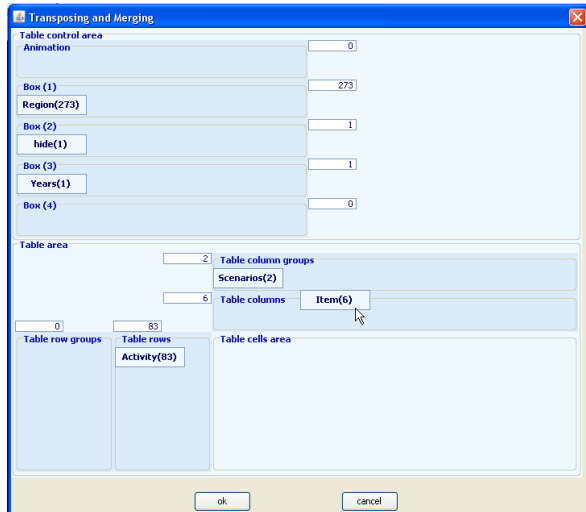 Transposing and Merging
Table control area
Animation
0
Box (1)
273
Region(273)
Box (2)
1
hide(1)
Box (3)
1
Years(1)
Box (4)
0
Table area
2 Table column groups
Scenarios(2)
6 Table columns Item(6)
0 83
Table row groups Table rows Table cells area
Activity(83)
ok cancel